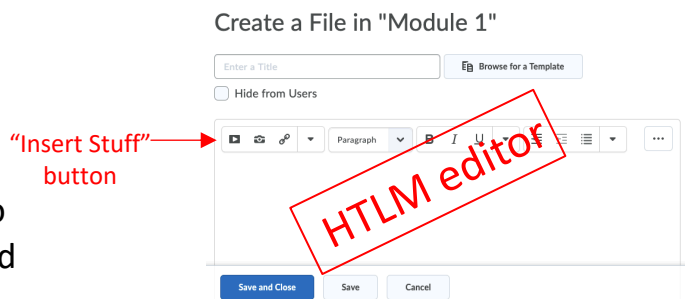 Create a File in "Module 1"
Enter a Title
Browse for a Template
Hide from Users
“Insert Stuff”
button
Paragraph
B I U
HTLM editor
d
Save and Close
Save
Cancel